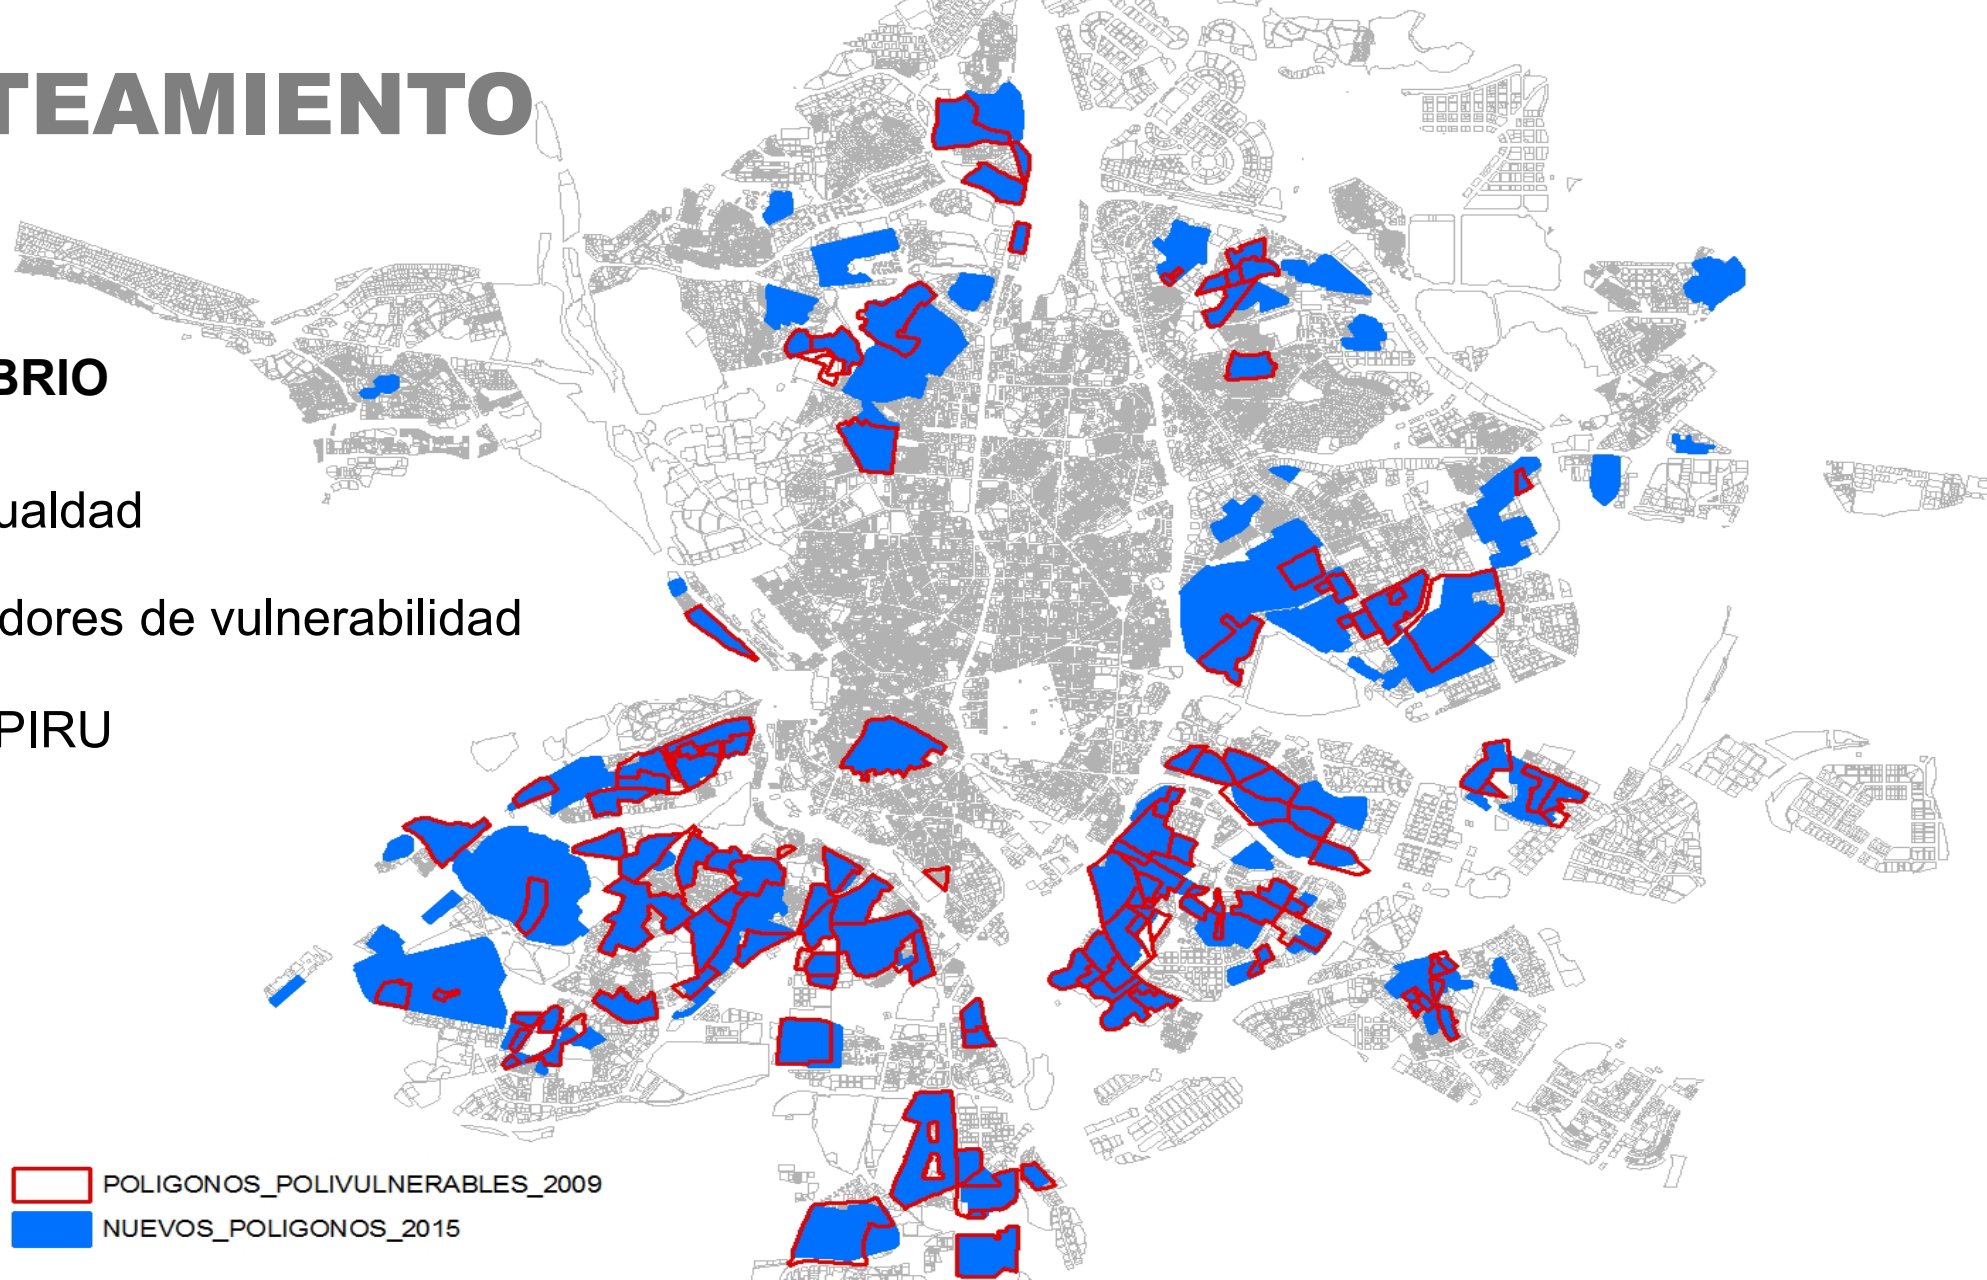 TEAMIENTO
BRIO
ualdad
dores de vulnerabilidad
PIRU
POLIGONOS_POLIVULNERABLES_2009
NUEVOS_POLIGONOS_2015